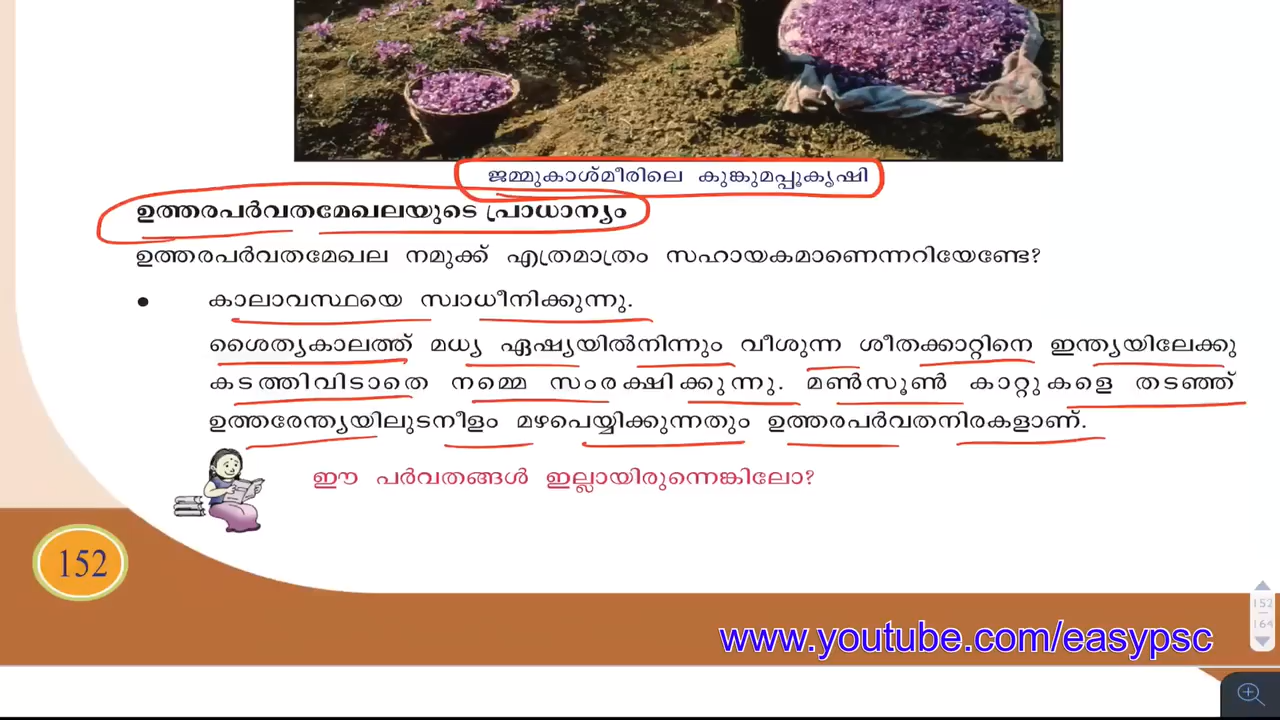 ജമ്മുകാശ്മീരിലെ കുങ്കുമപ്പൂകൃഷി
ഉത്തരപർവതമേഖലയുടെ പ്രാധാന്യം
ഉത്തരപർവതമേഖല നമുക്ക് എത്രമാത്രം സഹായകമാണെന്നറിയേണ്ടേ?
• കാലാവസ്ഥയെ സ്വാധീനിക്കുന്നു.
ശൈത്യകാലത്ത് മധ്യ ഏഷ്യയിൽനിന്നും വീശുന്ന ശീതക്കാറ്റിനെ ഇന്ത്യയിലേക്കു
കടത്തിവിടാതെ നമ്മെ സംരക്ഷിക്കുന്നു. മൺസൂൺ കാറ്റുകളെ തടഞ്ഞ്
ഉത്തരേന്ത്യയിലുടനീളം മഴപെയ്യിക്കുന്നതും ഉത്തരപർവതനിരകളാണ്.
ഈ പർവതങ്ങൾ ഇല്ലായിരുന്നെങ്കിലോ?
152
www.youtube.com/easypsc
152
164